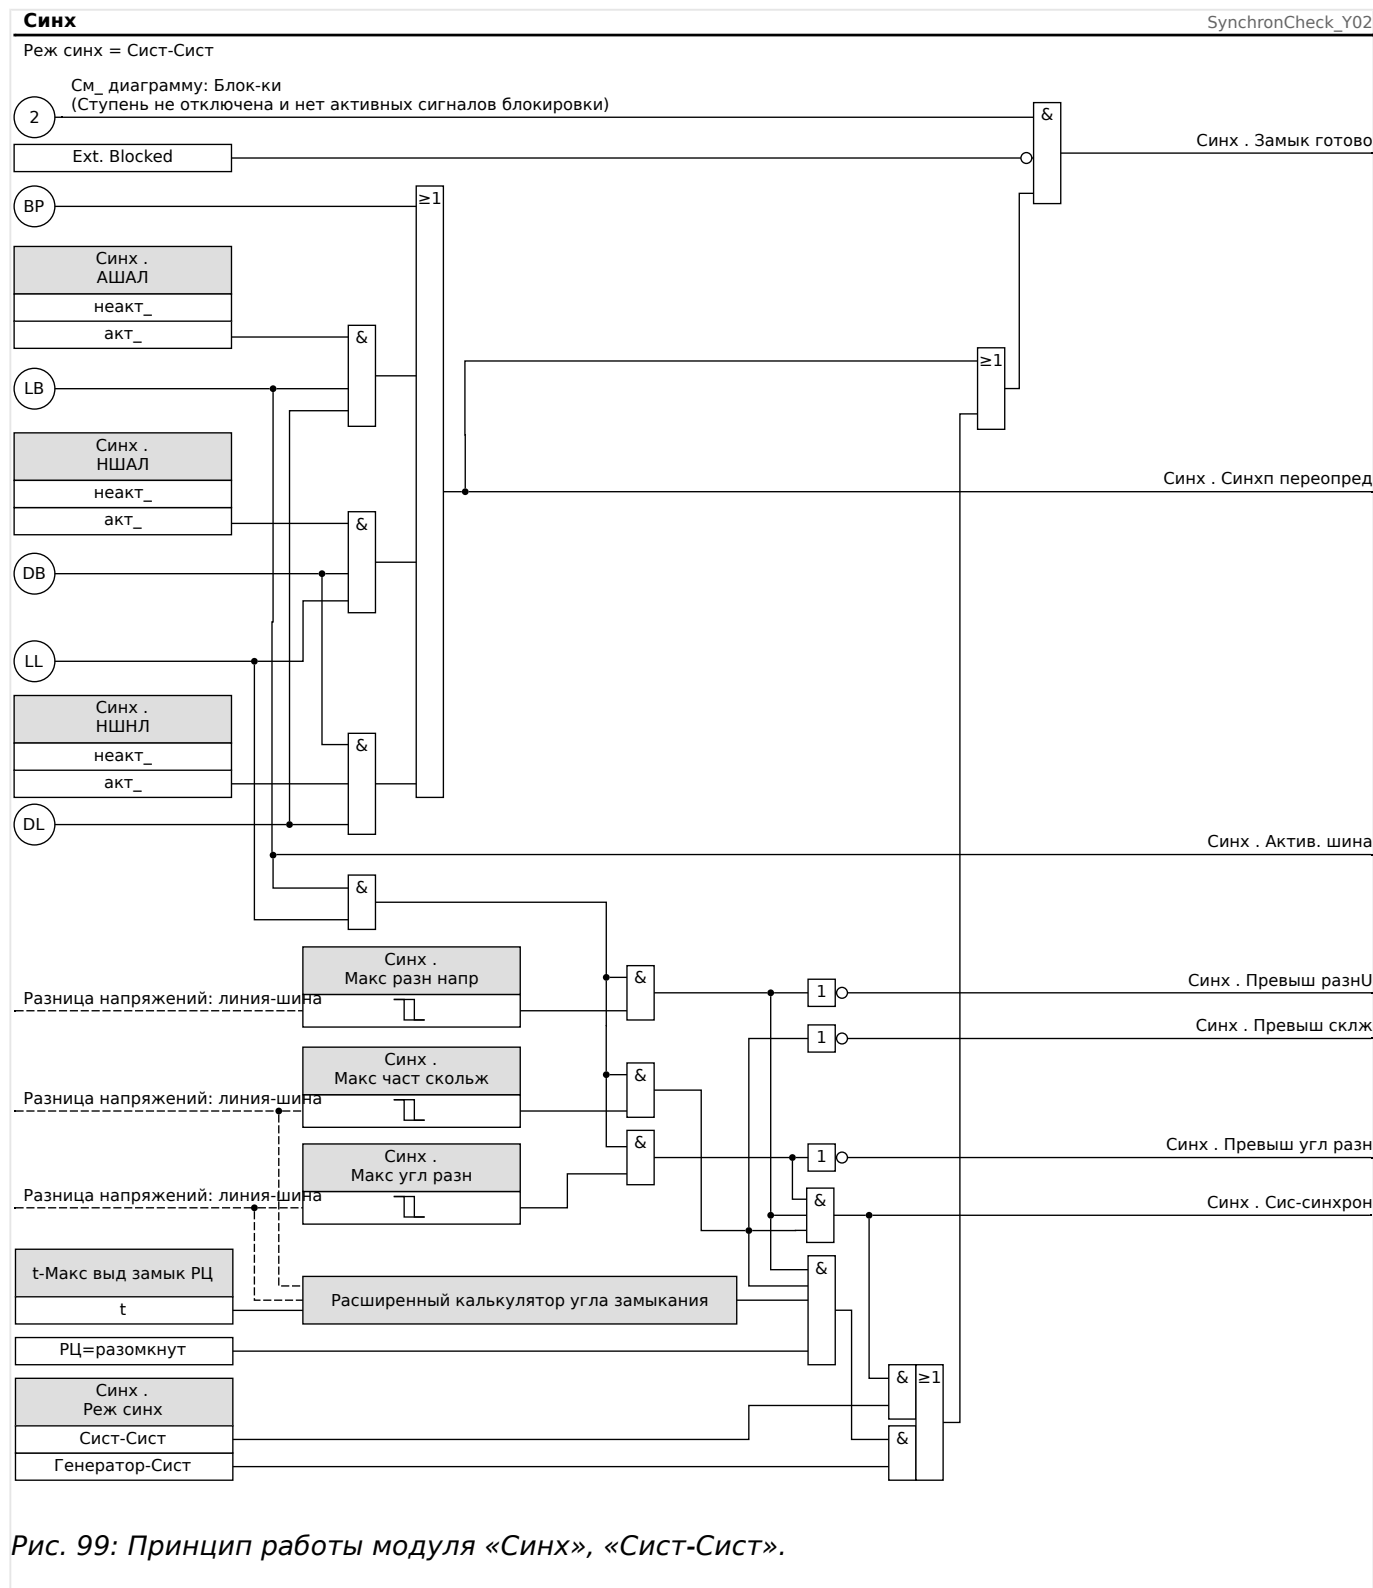 Синх
SynchronCheck_Y02
Реж синх = Сист-Сист
См_ диаграмму: Блок-ки
(Ступень не отключена и нет активных сигналов блокировки)
2
&
Синх . Замык готово
Ext. Blocked
BP
≥1
Синх .
АШАЛ
неакт_
акт_
&
≥1
LB
Синх .
НШАЛ
неакт_
Синх . Синхп переопред
акт_
&
DB
LL
Синх .
НШНЛ
неакт_
акт_
&
DL
Синх . Актив. шина
&
Синх .
Макс разн напр
&
Синх . Превыш разнU
1
Разница напряжений: линия-шина
Синх . Превыш склж
1
Синх .
Макс част скольж
&
Разница напряжений: линия-шина
Синх .
Макс угл разн
&
Синх . Превыш угл разн
1
Разница напряжений: линия-шина
&
Синх . Сис-синхрон
t-Макс выд замык РЦ
t
&
Расширенный калькулятор угла замыкания
РЦ=разомкнут
Синх .
Реж синх
& ≥1
Сист-Сист
&
Генератор-Сист
Рис. 99: Принцип работы модуля «Синх», «Сист-Сист».